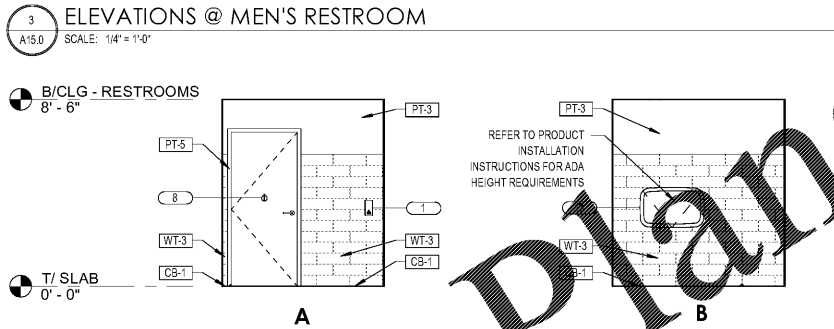 3
A15.0
ELEVATIONS @ MEN'S RESTROOM
SCALE: 1/4" = 1'-0"
B/CLG - RESTROOMS
8' - 6"
PT-3
PT-5
8
1
WT-3
WT-3
CB-1
CB-1
T/ SLAB
0' - 0"
A
PT-3
REFER TO PRODUCT
INSTALLATION
INSTRUCTIONS FOR ADA
HEIGHT REQUIREMENTS
WT-3
CB-1
B
Plan